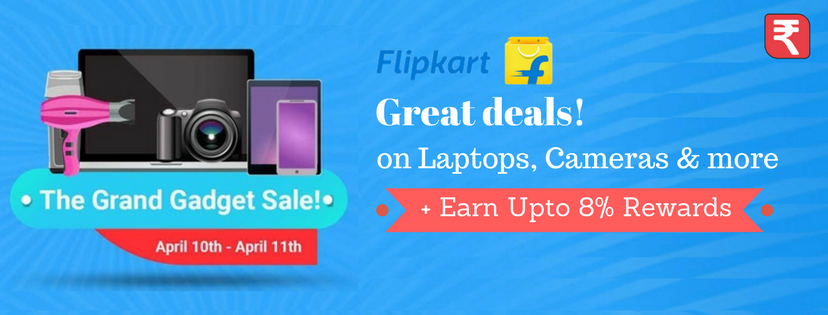 The Grand Gadget Sale!
April 10th - April 11th
Flipkart
Great deals!
on Laptops, Cameras & more
+ Earn Upto 8% Rewards
₹